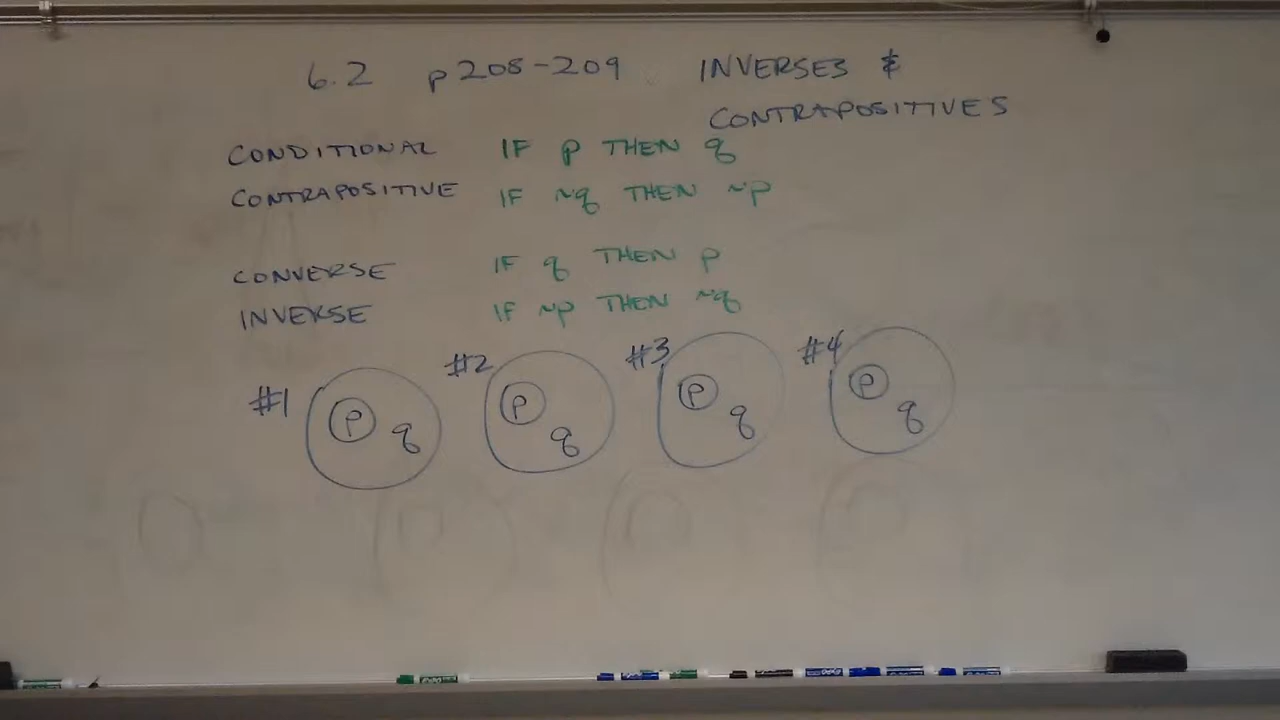 6.2 p208-209 INVERSES &
CONTRAPOSITIVES
CONDITIONAL IF p THEN q
CONTRAPOSITIVE IF ~q THEN ~p
CONVERSE IF q THEN p
INVERSE IF ~p THEN ~q
#1 #2 #3 #4
P P P P
q q q q